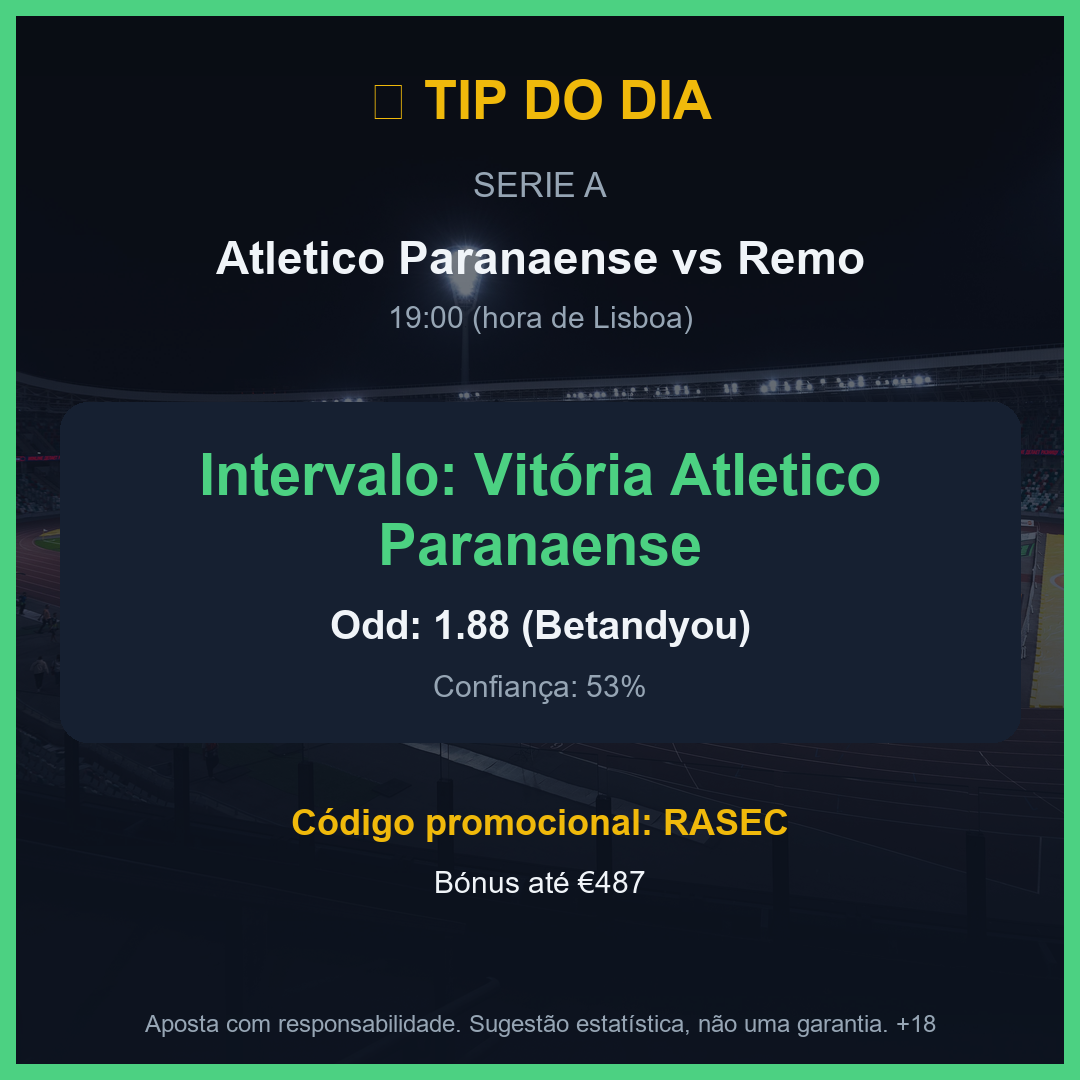 TIP DO DIA
SERIE A
Atletico Paranaense vs Remo
19:00 (hora de Lisboa)
Intervalo: Vitória Atletico
Paranaense
Odd: 1.88 (Betandyou)
Confiança: 53%
Código promocional: RASEC
Bónus até €487
Aposta com responsabilidade. Sugestão estatística, não uma garantia. +18